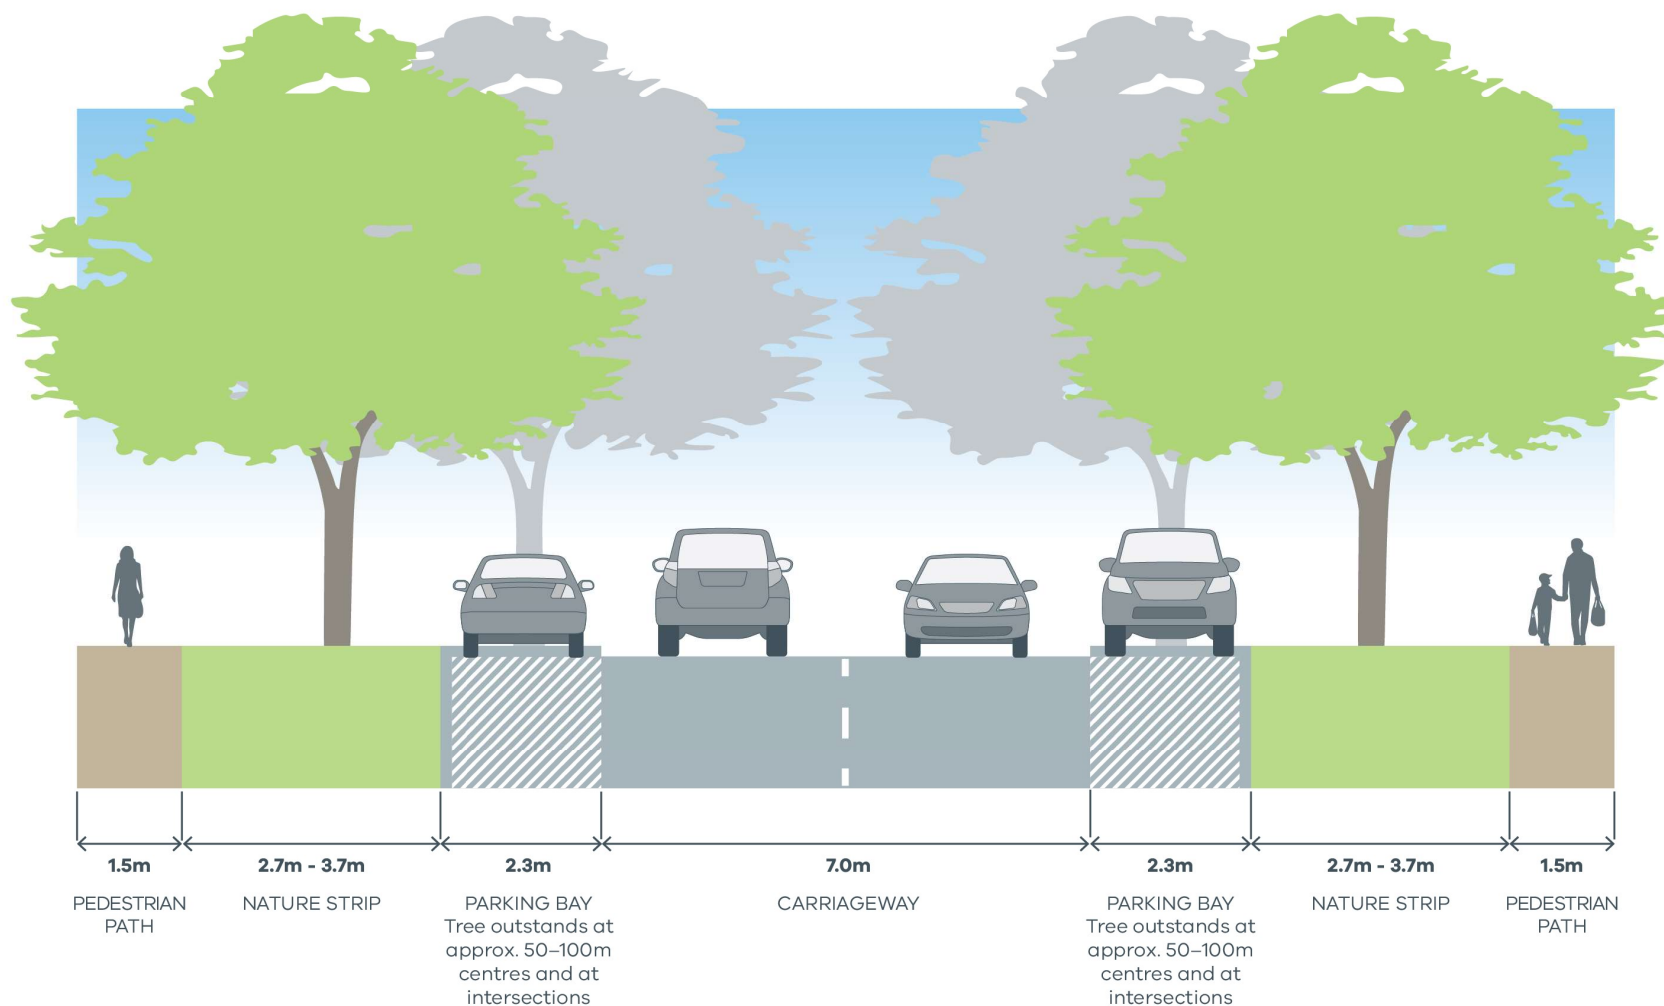 1.5m
2.7m - 3.7m
2.3m
7.0m
2.3m
2.7m - 3.7m
1.5m
PEDESTRIAN
PATH
NATURE STRIP
PARKING BAY
Tree outstands at
approx. 50–100m
centres and at
intersections
CARRIAGEWAY
PARKING BAY
Tree outstands at
approx. 50–100m
centres and at
intersections
NATURE STRIP
PEDESTRIAN
PATH